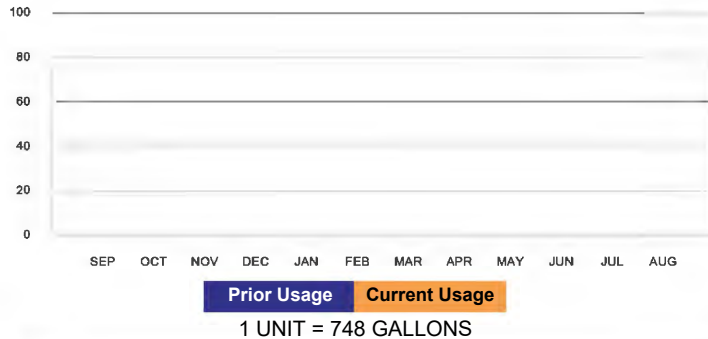 100
80
60
40
20
0
SEP OCT NOV DEC JAN FEB MAR APR MAY JUN JUL AUG
Prior Usage Current Usage
1 UNIT = 748 GALLONS